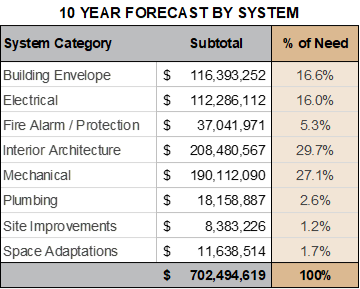 10 YEAR FORECAST BY SYSTEM
System Category Subtotal % of Need
Building Envelope $ 116,393,252 16.6%
Electrical $ 112,286,112 16.0%
Fire Alarm / Protection $ 37,041,971 5.3%
Interior Architecture $ 208,480,567 29.7%
Mechanical $ 190,112,090 27.1%
Plumbing $ 18,158,887 2.6%
Site Improvements $ 8,383,226 1.2%
Space Adaptations $ 11,638,514 1.7%
$ 702,494,619 100%